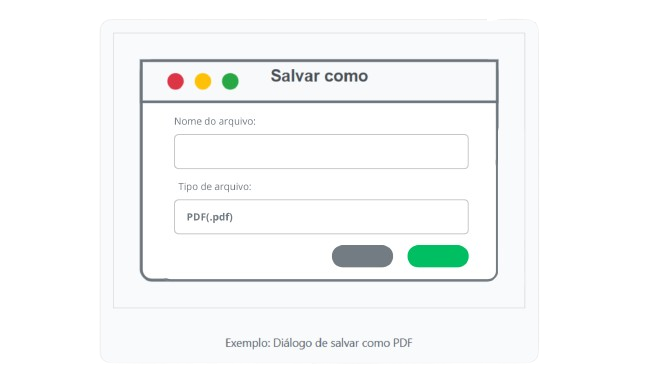 Salvar como
Nome do arquivo:
Tipo de arquivo:
PDF(.pdf)
Exemplo: Diálogo de salvar como PDF